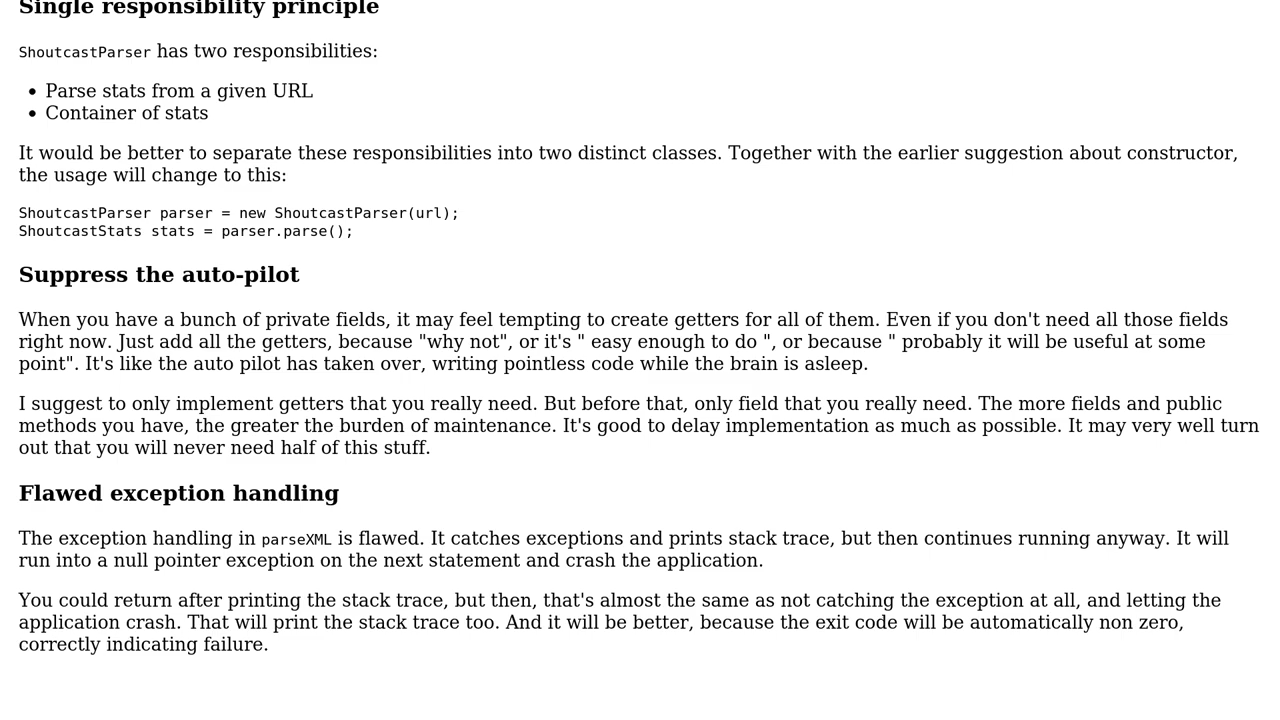 Single responsibility principle
ShoutcastParser has two responsibilities:
• Parse stats from a given URL
• Container of stats
It would be better to separate these responsibilities into two distinct classes. Together with the earlier suggestion about constructor,
the usage will change to this:
ShoutcastParser parser = new ShoutcastParser(url);
ShoutcastStats stats = parser.parse();
Suppress the auto-pilot
When you have a bunch of private fields, it may feel tempting to create getters for all of them. Even if you don't need all those fields
right now. Just add all the getters, because "why not", or it's " easy enough to do ", or because " probably it will be useful at some
point". It's like the auto pilot has taken over, writing pointless code while the brain is asleep.
I suggest to only implement getters that you really need. But before that, only field that you really need. The more fields and public
methods you have, the greater the burden of maintenance. It's good to delay implementation as much as possible. It may very well turn
out that you will never need half of this stuff.
Flawed exception handling
The exception handling in parseXML is flawed. It catches exceptions and prints stack trace, but then continues running anyway. It will
run into a null pointer exception on the next statement and crash the application.
You could return after printing the stack trace, but then, that's almost the same as not catching the exception at all, and letting the
application crash. That will print the stack trace too. And it will be better, because the exit code will be automatically non zero,
correctly indicating failure.